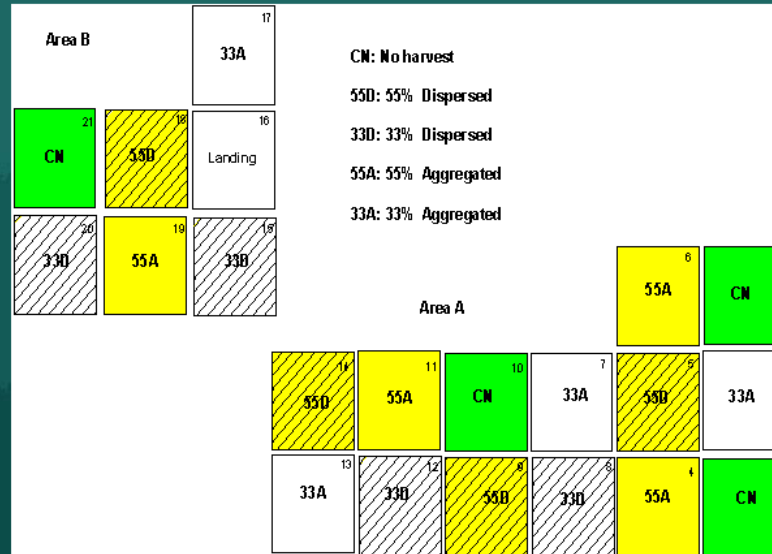 Area B
17
33A
CN: No harvest
55D: 55% Dispersed
33D: 33% Dispersed
55A: 55% Aggregated
33A: 33% Aggregated
21
CN
18
55D
16
Landing
20
33D
19
55A
15
33D
Area A
6
55A
CN
14
55D
11
55A
10
CN
7
33A
5
55D
33A
13
33A
12
33D
9
55D
8
33D
4
55A
CN